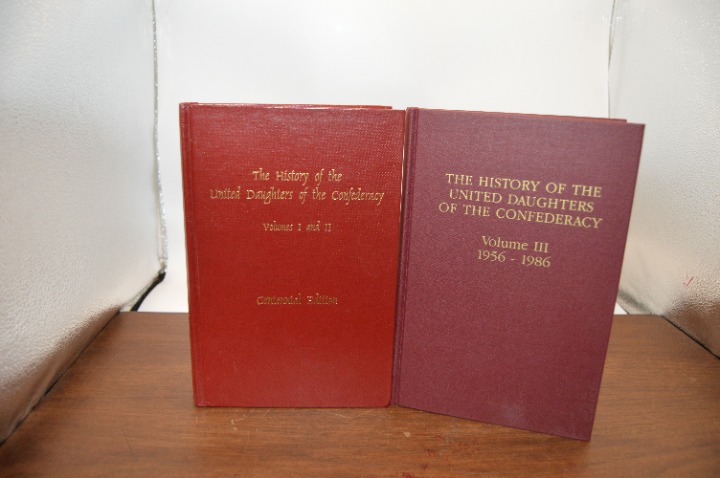 The History of the
United Daughters of the Confederacy
Volumes I and II
Centennial Edition
THE HISTORY OF THE
UNITED DAUGHTERS
OF THE CONFEDERACY
Volume III
1956 - 1986